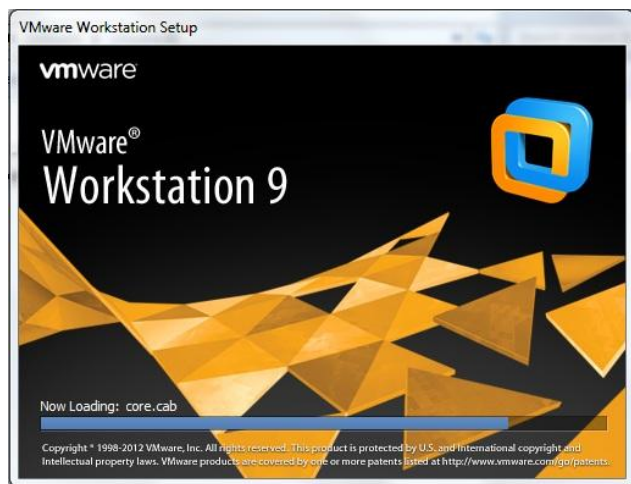 VMware Workstation Setup
vmware
VMware®
Workstation 9
Now Loading: core.cab
Copyright © 1998-2012 VMware, Inc. All rights reserved. This product is protected by U.S. and International copyright and
Intellectual property laws. VMware products are covered by one or more patents listed at http://www.vmware.com/go/patents.